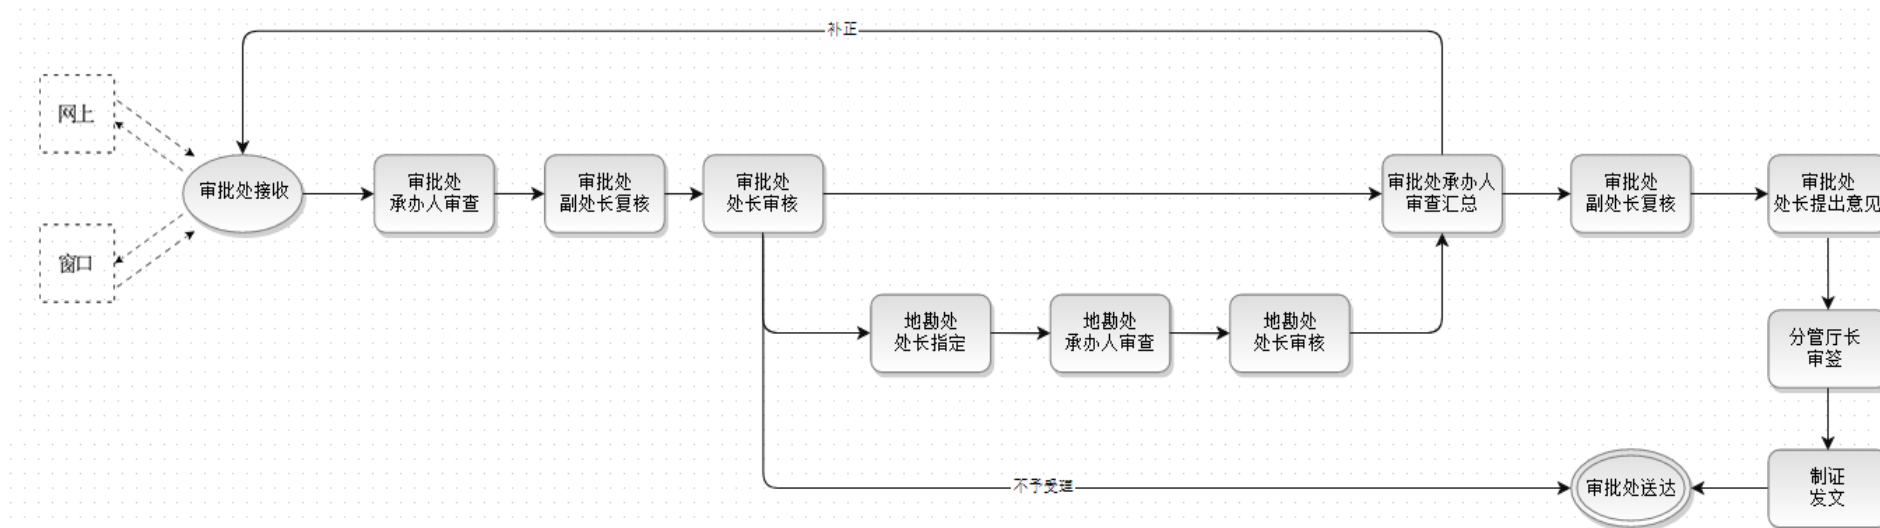 补正
网上
审批处接收
审批处
承办人审查
审批处
副处长复核
审批处
处长审核
审批处承办人
审查汇总
审批处
副处长复核
审批处
处长提出意见
窗口
地勘处
处长指定
地勘处
承办人审查
地勘处
处长审核
分管厅长
审签
不予受理
审批处送达
制证
发文